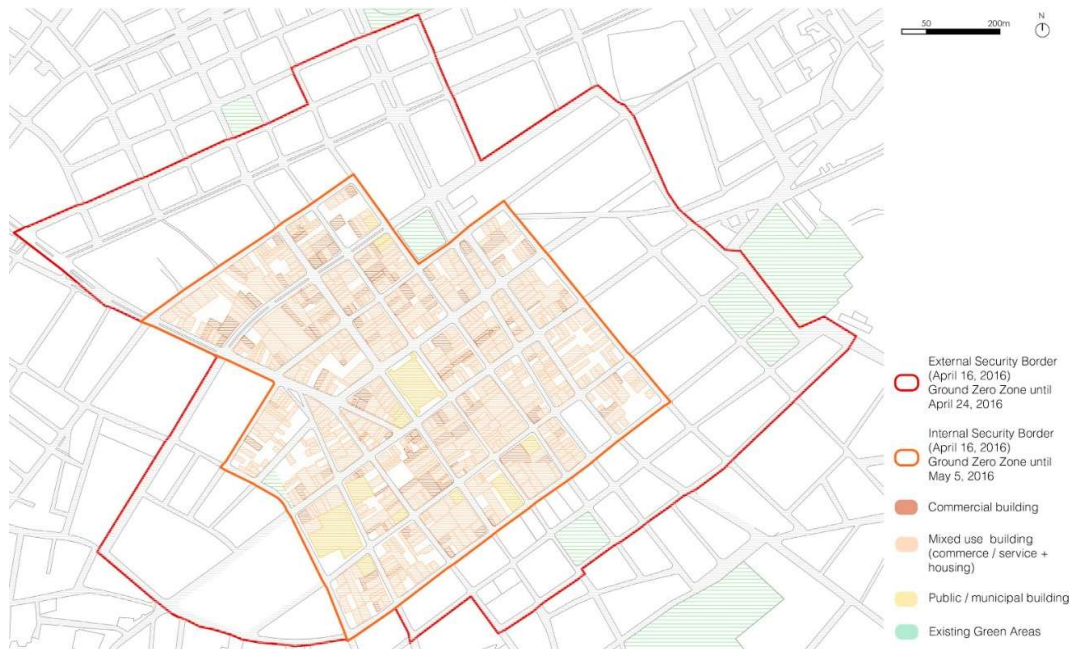 50
200m
N
External Security Border
(April 16, 2016)
Ground Zero Zone until
April 24, 2016
Internal Security Border
(April 16, 2016)
Ground Zero Zone until
May 5, 2016
Commercial building
Mixed use building
(commerce / service +
housing)
Public / municipal building
Existing Green Areas